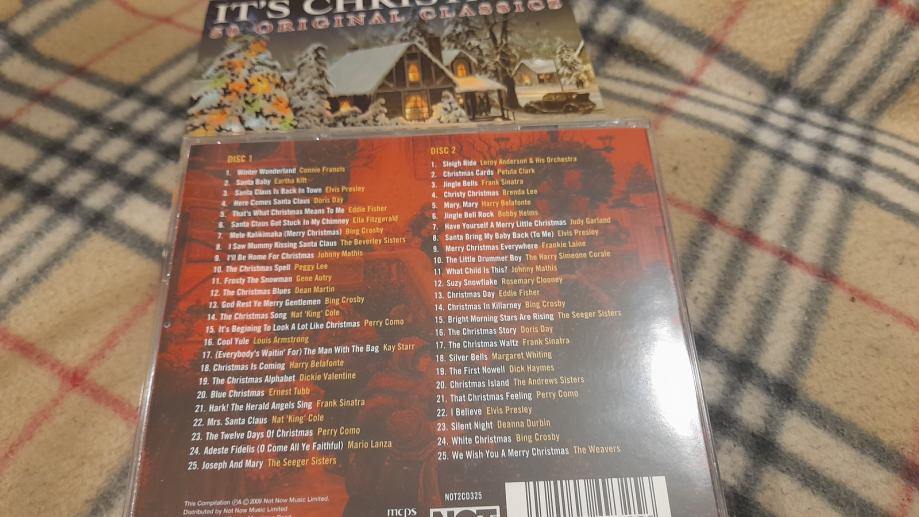 IT'S CHRIST
50 ORIGINAL CLASSICS
DISC 1
1. Winter Wonderland Connie Francis
2. Santa Baby Eartha Kitt
3. Santa Claus Is Back In Town Elvis Presley
4. Here Comes Santa Claus Doris Day
5. That's What Christmas Means To Me Eddie Fisher
6. Santa Claus Got Stuck In My Chimney Ella Fitzgerald
7. Mele Kalikimaka (Merry Christmas) Bing Crosby
8. I Saw Mummy Kissing Santa Claus The Beverley Sisters
9. I'll Be Home For Christmas Johnny Mathis
10. The Christmas Spell Peggy Lee
11. Frosty The Snowman Gene Autry
12. The Christmas Blues Dean Martin
13. God Rest Ye Merry Gentlemen Bing Crosby
14. The Christmas Song Nat 'King' Cole
15. It's Begining To Look A Lot Like Christmas Perry Como
16. Cool Yule Louis Armstrong
17. (Everybody's Waitin' For) The Man With The Bag Kay Starr
18. Christmas Is Coming Harry Belafonte
19. The Christmas Alphabet Dickie Valentine
20. Blue Christmas Ernest Tubb
21. Hark! The Herald Angels Sing Frank Sinatra
22. Mrs. Santa Claus Nat 'King' Cole
23. The Twelve Days Of Christmas Perry Como
24. Adeste Fidelis (O Come All Ye Faithful) Mario Lanza
25. Joseph And Mary The Seeger Sisters
DISC 2
1. Sleigh Ride Leroy Anderson & His Orchestra
2. Christmas Cards Petula Clark
3. Jingle Bells Frank Sinatra
4. Christy Christmas Brenda Lee
5. Mary, Mary Harry Belafonte
6. Jingle Bell Rock Bobby Helms
7. Have Yourself A Merry Little Christmas Judy Garland
8. Santa Bring My Baby Back (To Me) Elvis Presley
9. Merry Christmas Everywhere Frankie Laine
10. The Little Drummer Boy The Harry Simeone Corale
11. What Child Is This? Johnny Mathis
12. Suzy Snowflake Rosemary Clooney
13. Christmas Day Eddie Fisher
14. Christmas In Killarney Bing Crosby
15. Bright Morning Stars Are Rising The Seeger Sisters
16. The Christmas Story Doris Day
17. The Christmas Waltz Frank Sinatra
18. Silver Bells Margaret Whiting
19. The First Nowell Dick Haymes
20. Christmas Island The Andrews Sisters
21. That Christmas Feeling Perry Como
22. I Believe Elvis Presley
23. Silent Night Deanna Durbin
24. White Christmas Bing Crosby
25. We Wish You A Merry Christmas The Weavers
This Compilation ℗ & © 2009 Not Now Music Limited.
Distributed by Not Now Music Limited
mcps
NOT2CD325
NOT